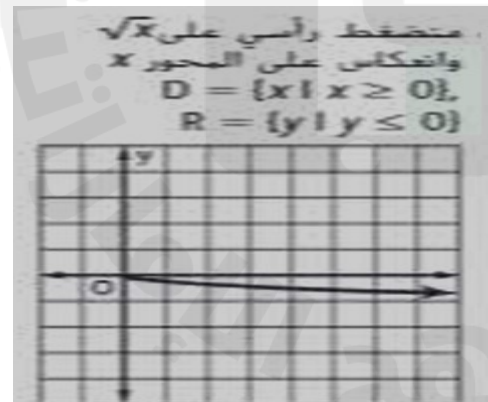 متضغط رأسي على √x
وانعكاس على المحور x
D = {x | x ≥ 0},
R = {y | y ≤ 0}
y
O